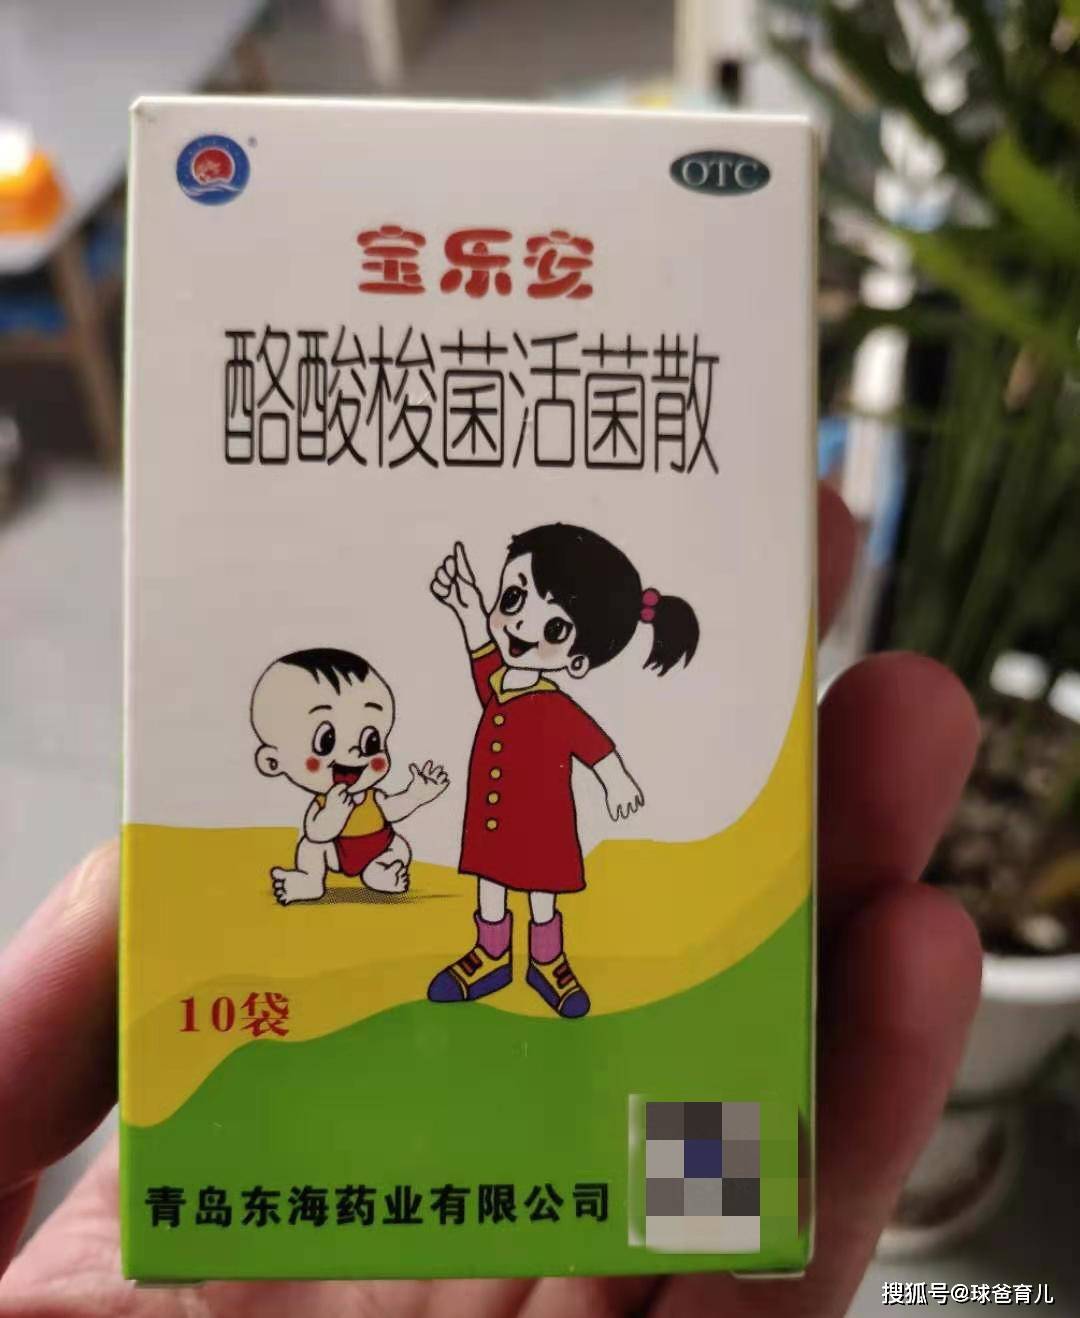 OTC
宝乐安
酪酸梭菌活菌散
10袋
青岛东海药业有限公司
搜狐号@球爸育儿